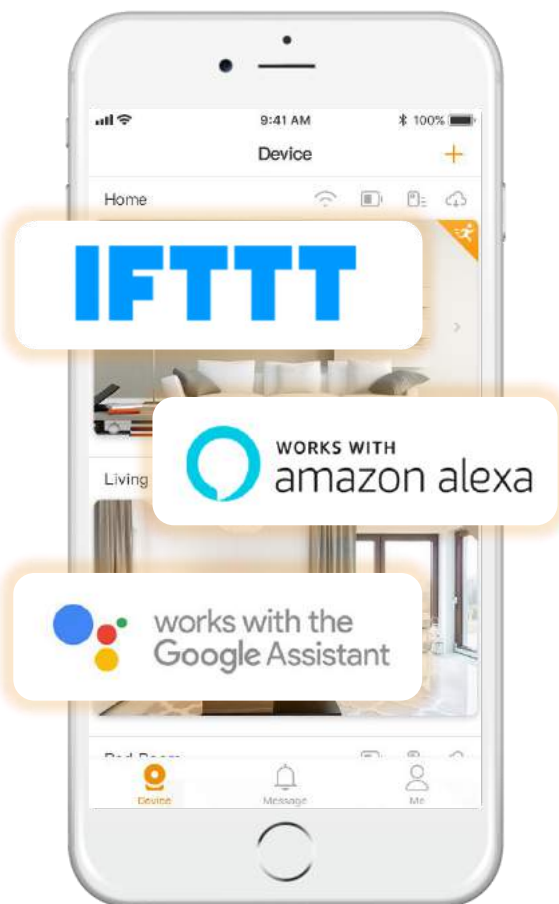 9:41 AM
100%
Device
Home
IFTTT
WORKS WITH
amazon alexa
Living
works with the
Google Assistant
Device
Message
Me